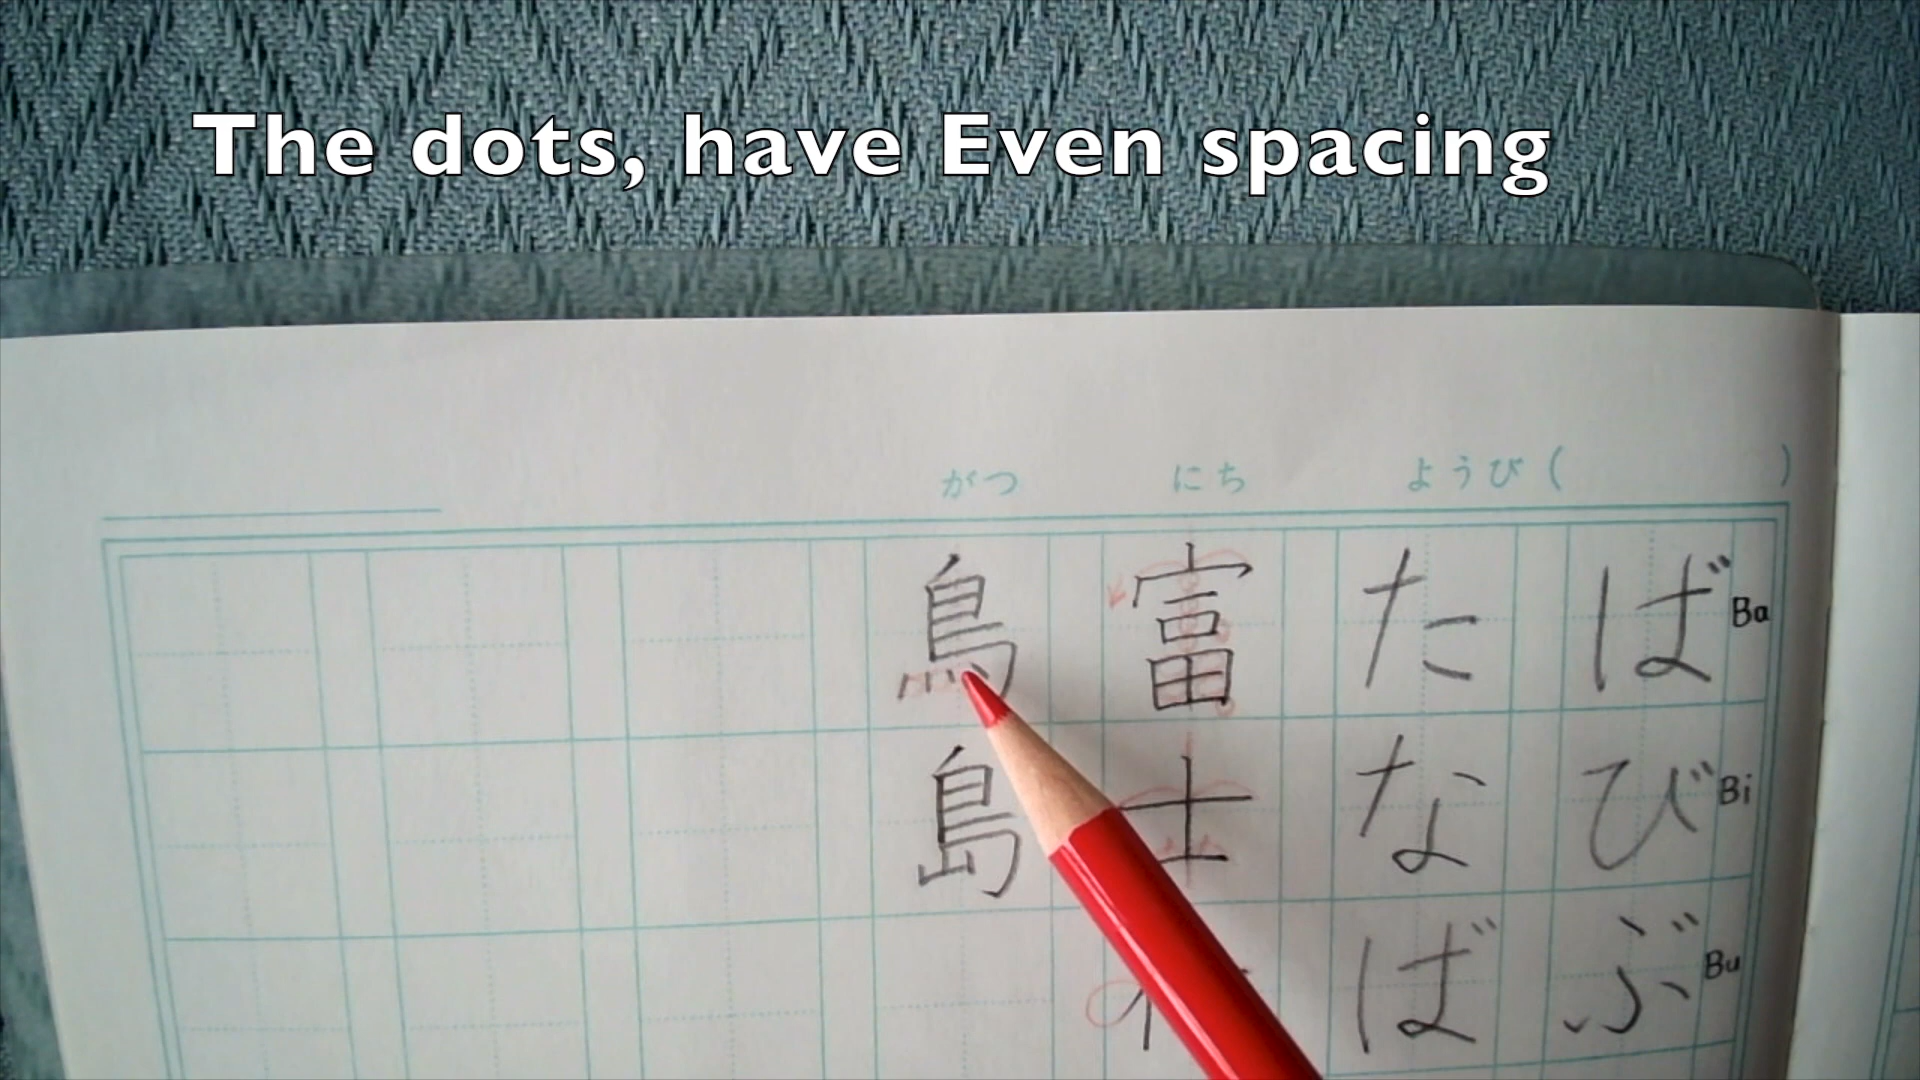 The dots, have Even spacing
がつ にち ようび ( )
ばびぶ
Ba
Bi
Bu
たなば
富士
鳥島